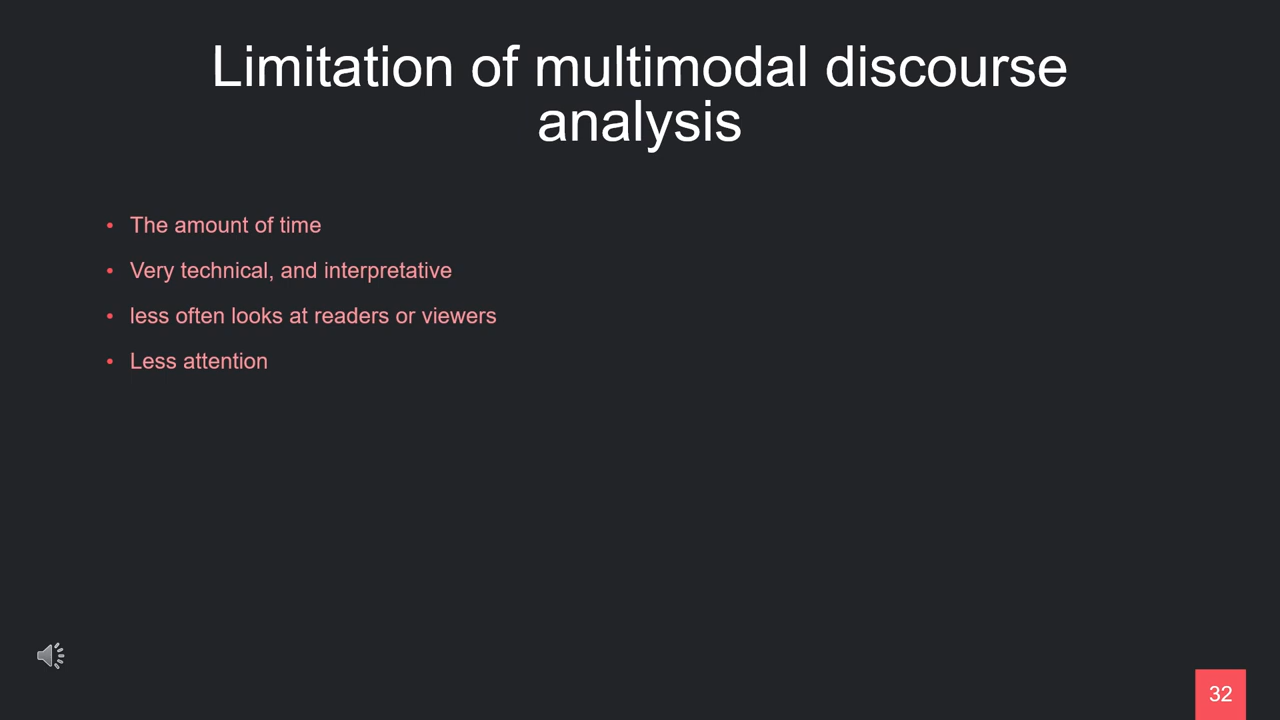 Limitation of multimodal discourse
analysis
• The amount of time
• Very technical, and interpretative
• less often looks at readers or viewers
• Less attention
32